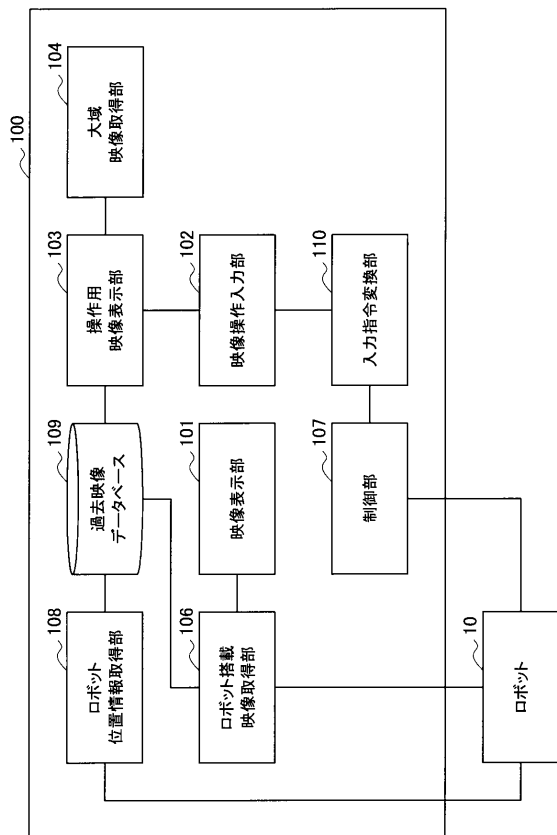 100
104
大域
映像取得部
103
操作用
映像表示部
102
映像操作入力部
110
入力指令変換部
109
過去映像
データベース
101
映像表示部
107
制御部
108
ロボット
位置情報取得部
106
ロボット搭載
映像取得部
10
ロボット